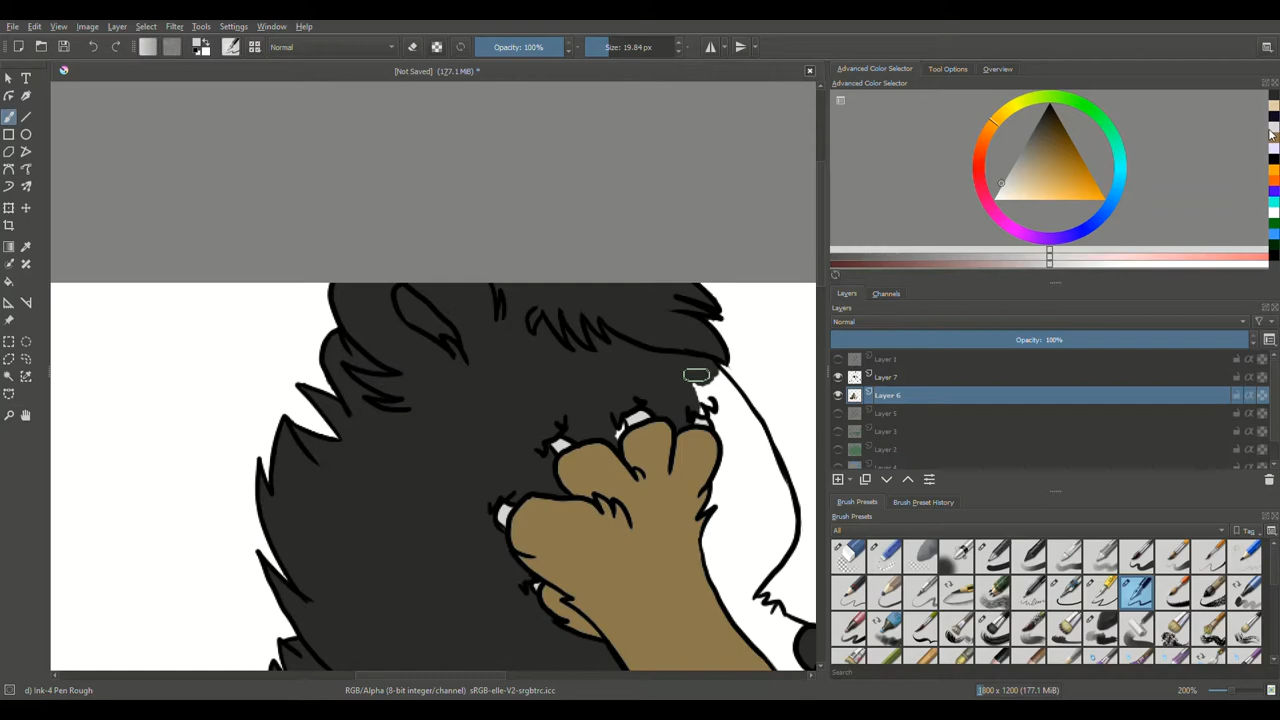 File Edit View Image Layer Select Filter Tools Settings Window Help
Normal Opacity: 100% Size: 19.84 px
[Not Saved] (177.1 MiB) *
Advanced Color Selector Tool Options Overview
Advanced Color Selector
Layers Channels
Layers
Normal
Opacity: 100%
Layer 1
Layer 7
Layer 6
Layer 5
Layer 3
Layer 2
Layer 4
Brush Presets Brush Preset History
Brush Presets
All Tag
Search
d) Ink-4 Pen Rough RGB/Alpha (8-bit integer/channel) sRGB-elle-V2-srgbtrc.icc 1800 x 1200 (177.1 MiB) 200%